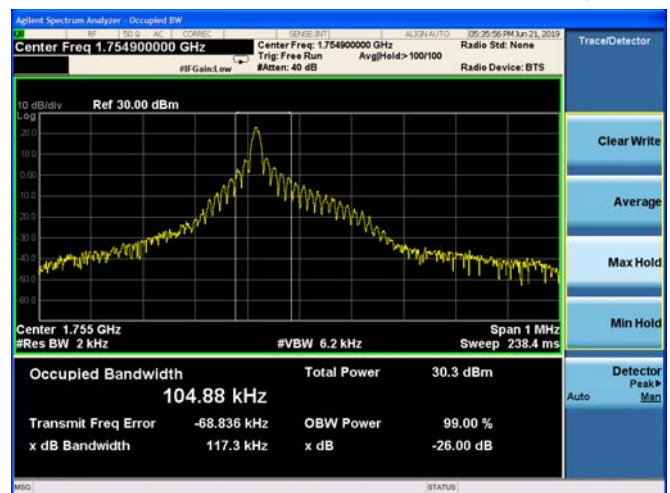 Agilent Spectrum Analyzer - Occupied BW
RF 50 Ω AC CORREC SENSE:INT ALIGN AUTO 05:35:56 PM Jun 21, 2019
Center Freq 1.754900000 GHz
Center Freq: 1.754900000 GHz
Radio Std: None
Trig: Free Run Avg|Hold:>100/100
#IFGain:Low
#Atten: 40 dB
Radio Device: BTS
Trace/Detector
10 dB/div Ref 30.00 dBm
Log
20.0
10.0
0.00
-10.0
-20.0
-30.0
-40.0
-50.0
-60.0
Clear Write
Average
Max Hold
Min Hold
Center 1.755 GHz Span 1 MHz
#Res BW 2 kHz #VBW 6.2 kHz Sweep 238.4 ms
Occupied Bandwidth Total Power 30.3 dBm
104.88 kHz
Transmit Freq Error -68.836 kHz OBW Power 99.00 %
x dB Bandwidth 117.3 kHz x dB -26.00 dB
Detector
Peak▶
Auto Man
MSG STATUS